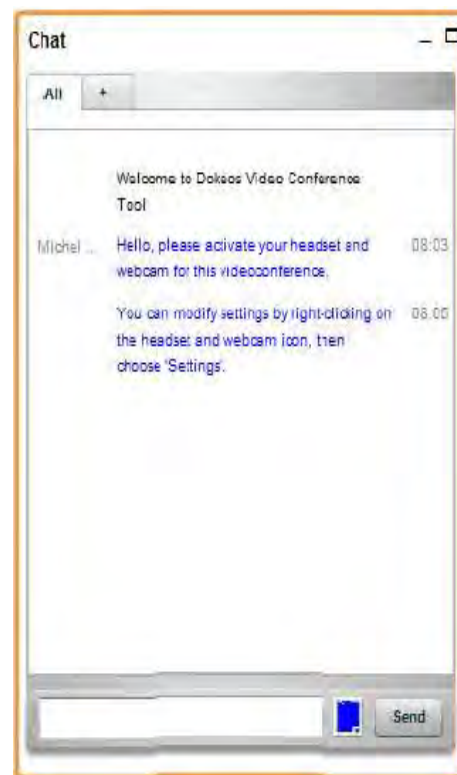 Chat
All +
Welcome to Dokeos Video Conference
Tool
Michel ... Hello, please activate your headset and 08:03
webcam for this videoconference.
You can modify settings by right-clicking on
the headset and webcam icon, then
choose 'Settings'.
Send